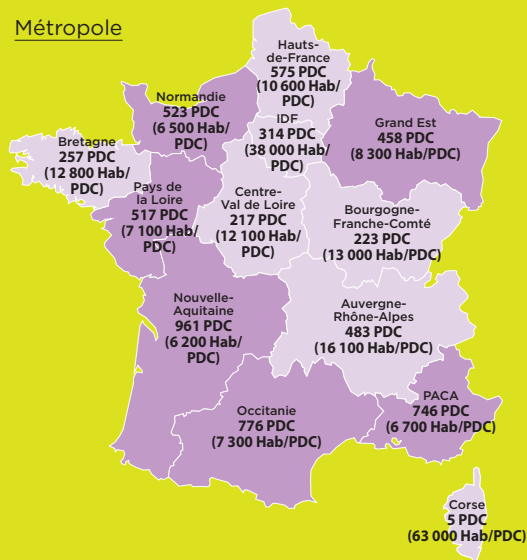 Métropole
Hauts-
de-France
575 PDC
(10 600 Hab/
PDC)
Normandie
523 PDC
(6 500 Hab/
PDC)
IDF
314 PDC
(38 000 Hab/
PDC)
Grand Est
458 PDC
(8 300 Hab/PDC)
Bretagne
257 PDC
(12 800 Hab/
PDC)
Pays de
la Loire
517 PDC
(7 100 Hab/
PDC)
Centre-
Val de Loire
217 PDC
(12 100 Hab/
PDC)
Bourgogne-
Franche-Comté
223 PDC
(13 000 Hab/PDC)
Nouvelle-
Aquitaine
961 PDC
(6 200 Hab/
PDC)
Auvergne-
Rhône-Alpes
483 PDC
(16 100 Hab/PDC)
Occitanie
776 PDC
(7 300 Hab/PDC)
PACA
746 PDC
(6 700 Hab/PDC)
Corse
5 PDC
(63 000 Hab/PDC)